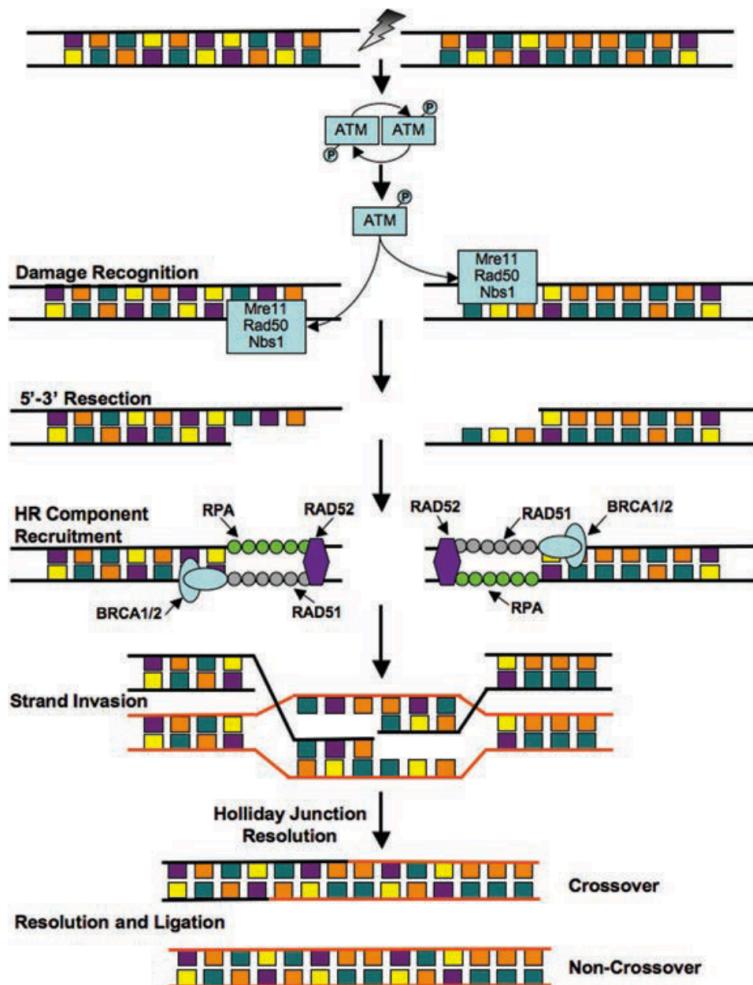 ATM ATM
P
P
P
ATM
Damage Recognition
Mre11
Rad50
Nbs1
Mre11
Rad50
Nbs1
5'-3' Resection
HR Component
Recruitment
RPA
RAD52
BRCA1/2
RAD51
RAD52
RAD51
BRCA1/2
RPA
Strand Invasion
Holliday Junction
Resolution
Crossover
Resolution and Ligation
Non-Crossover